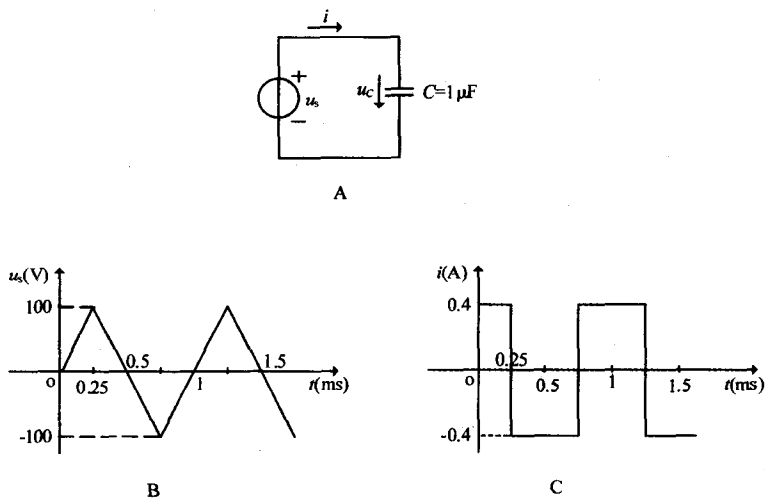 i
+
u_s
−
u_C
C=1 μF
A
u_s(V)
100
0.5
1.5
o
0.25
1
t(ms)
-100
B
i(A)
0.4
0.25
o
0.5
1
1.5
t(ms)
-0.4
C